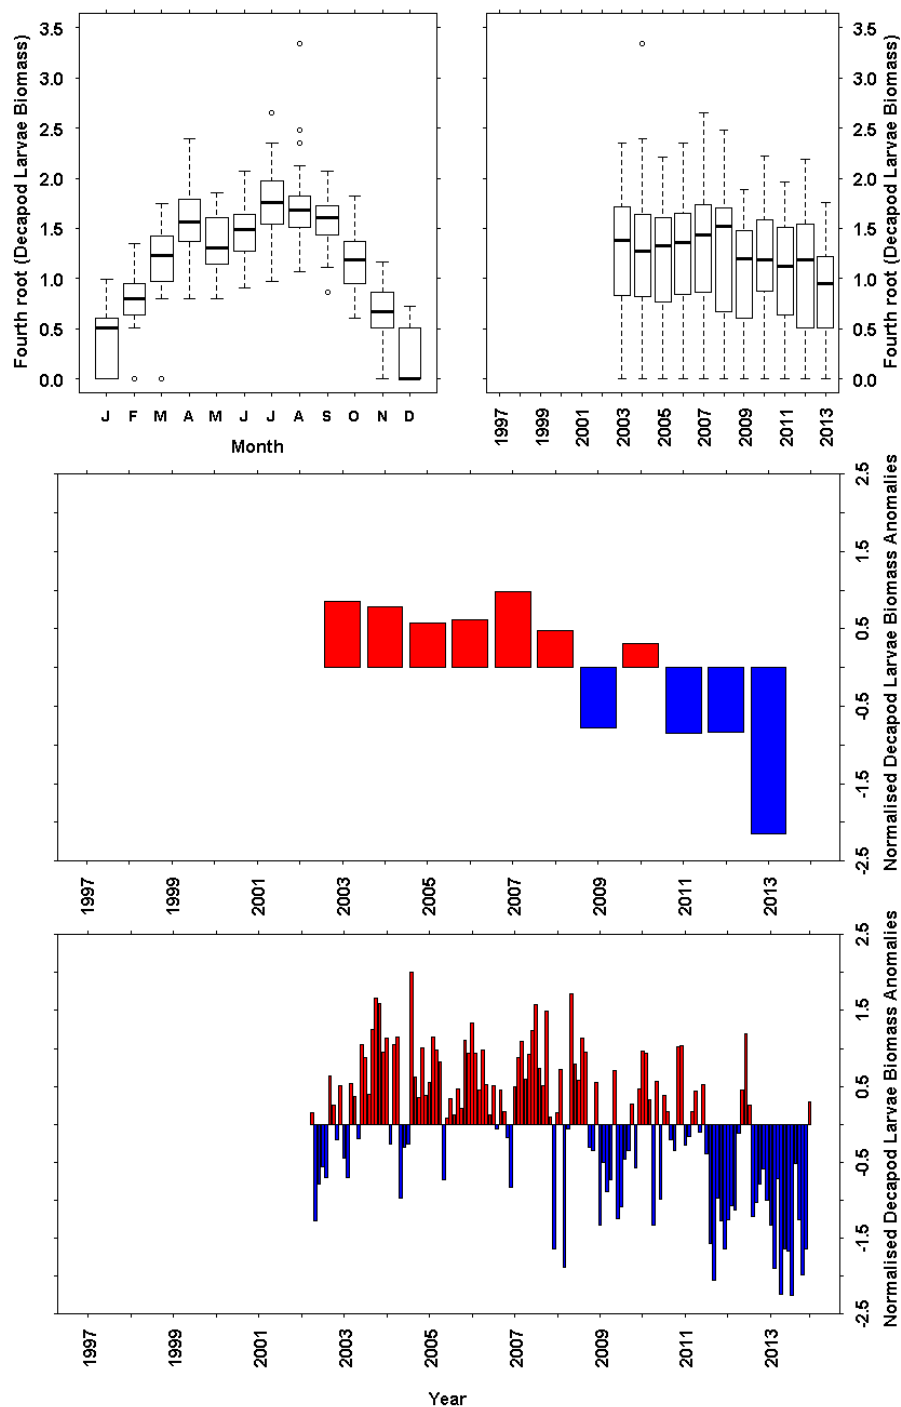 Fourth root (Decapod Larvae Biomass)
3.5
3.0
2.5
2.0
1.5
1.0
0.5
0.0
J F M A M J J A S O N D
Month
3.5
3.0
2.5
2.0
1.5
1.0
0.5
0.0
Fourth root (Decapod Larvae Biomass)
1997 1999 2001 2003 2005 2007 2009 2011 2013
2.5
1.5
0.5
-0.5
-1.5
-2.5
Normalised Decapod Larvae Biomass Anomalies
1997 1999 2001 2003 2005 2007 2009 2011 2013
2.5
1.5
0.5
-0.5
-1.5
-2.5
Normalised Decapod Larvae Biomass Anomalies
1997 1999 2001 2003 2005 2007 2009 2011 2013
Year